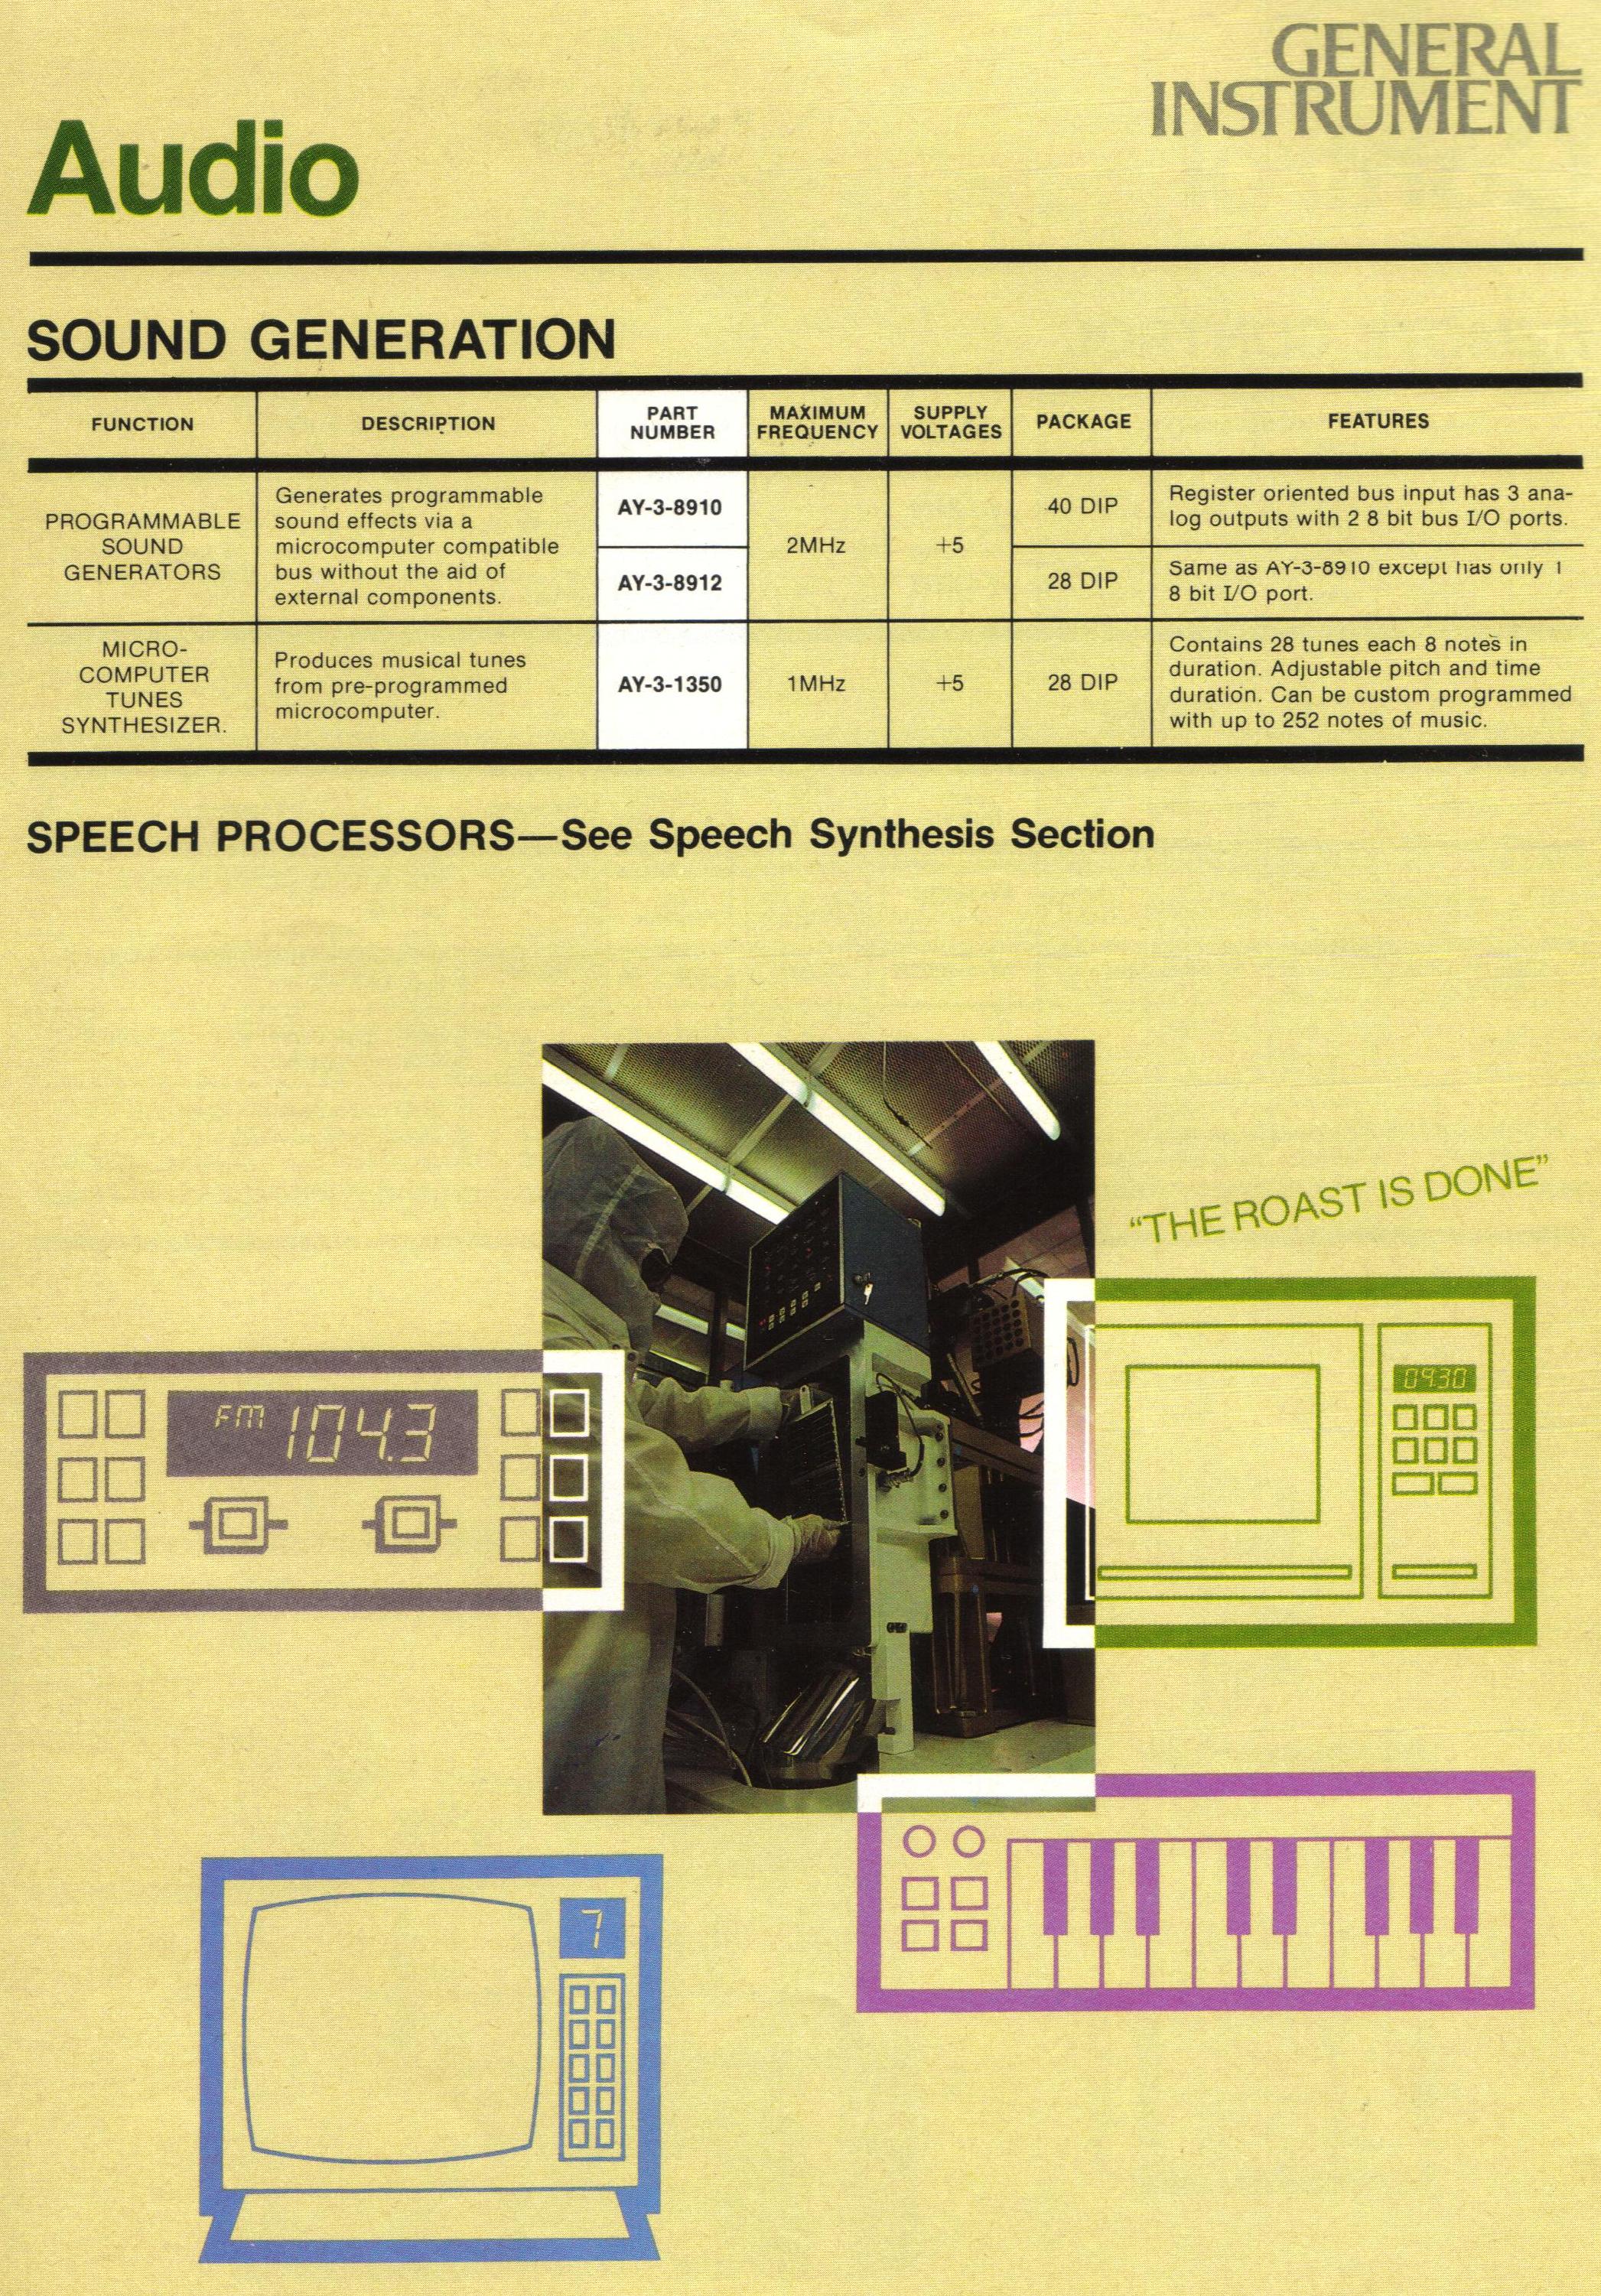 GENERAL
INSTRUMENT
Audio
SOUND GENERATION
FUNCTION
DESCRIPTION
PART
NUMBER
MAXIMUM
FREQUENCY
SUPPLY
VOLTAGES
PACKAGE
FEATURES
PROGRAMMABLE
SOUND
GENERATORS
Generates programmable
sound effects via a
microcomputer compatible
bus without the aid of
external components.
AY-3-8910
AY-3-8912
2MHz
+5
40 DIP
Register oriented bus input has 3 ana-
log outputs with 2 8 bit bus I/O ports.
28 DIP
Same as AY-3-8910 except has only 1
8 bit I/O port.
MICRO-
COMPUTER
TUNES
SYNTHESIZER.
Produces musical tunes
from pre-programmed
microcomputer.
AY-3-1350
1MHz
+5
28 DIP
Contains 28 tunes each 8 notes in
duration. Adjustable pitch and time
duration. Can be custom programmed
with up to 252 notes of music.
SPEECH PROCESSORS—See Speech Synthesis Section
“THE ROAST IS DONE”
FM 104.3
09:30
7